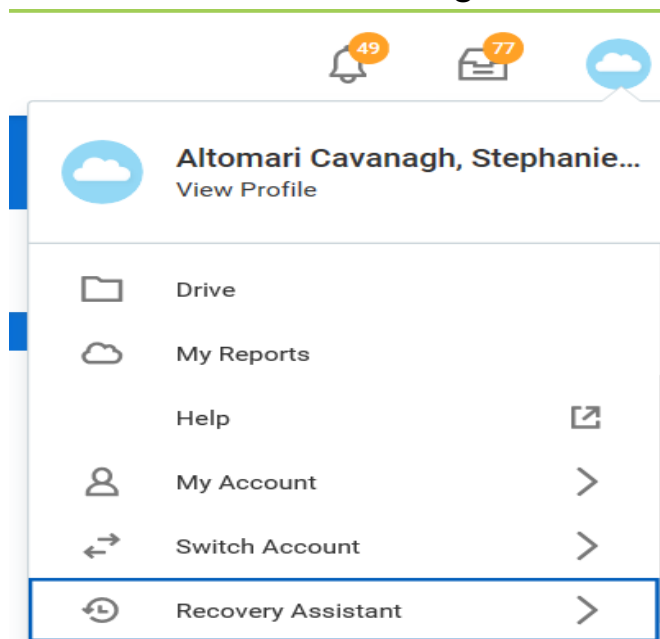 49 77
Altomari Cavanagh, Stephanie...
View Profile
Drive
My Reports
Help
My Account
Switch Account
Recovery Assistant